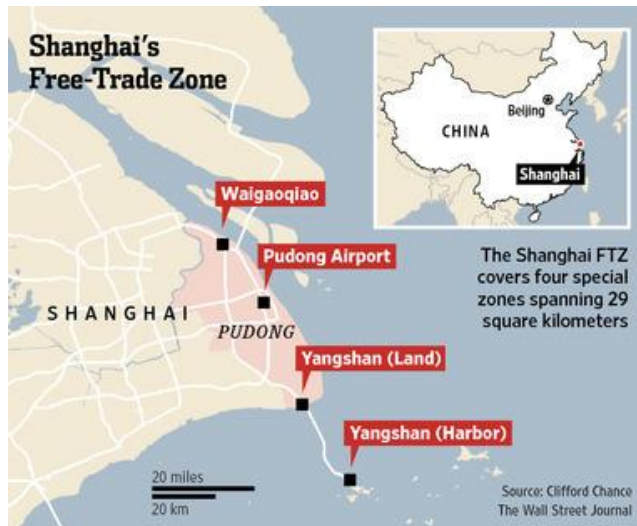 Shanghai's
Free-Trade Zone
Beijing
CHINA
Shanghai
Waigaoqiao
Pudong Airport
The Shanghai FTZ
covers four special
zones spanning 29
square kilometers
SHANGHAI
PUDONG
Yangshan (Land)
Yangshan (Harbor)
20 miles
20 km
Source: Clifford Chance
The Wall Street Journal